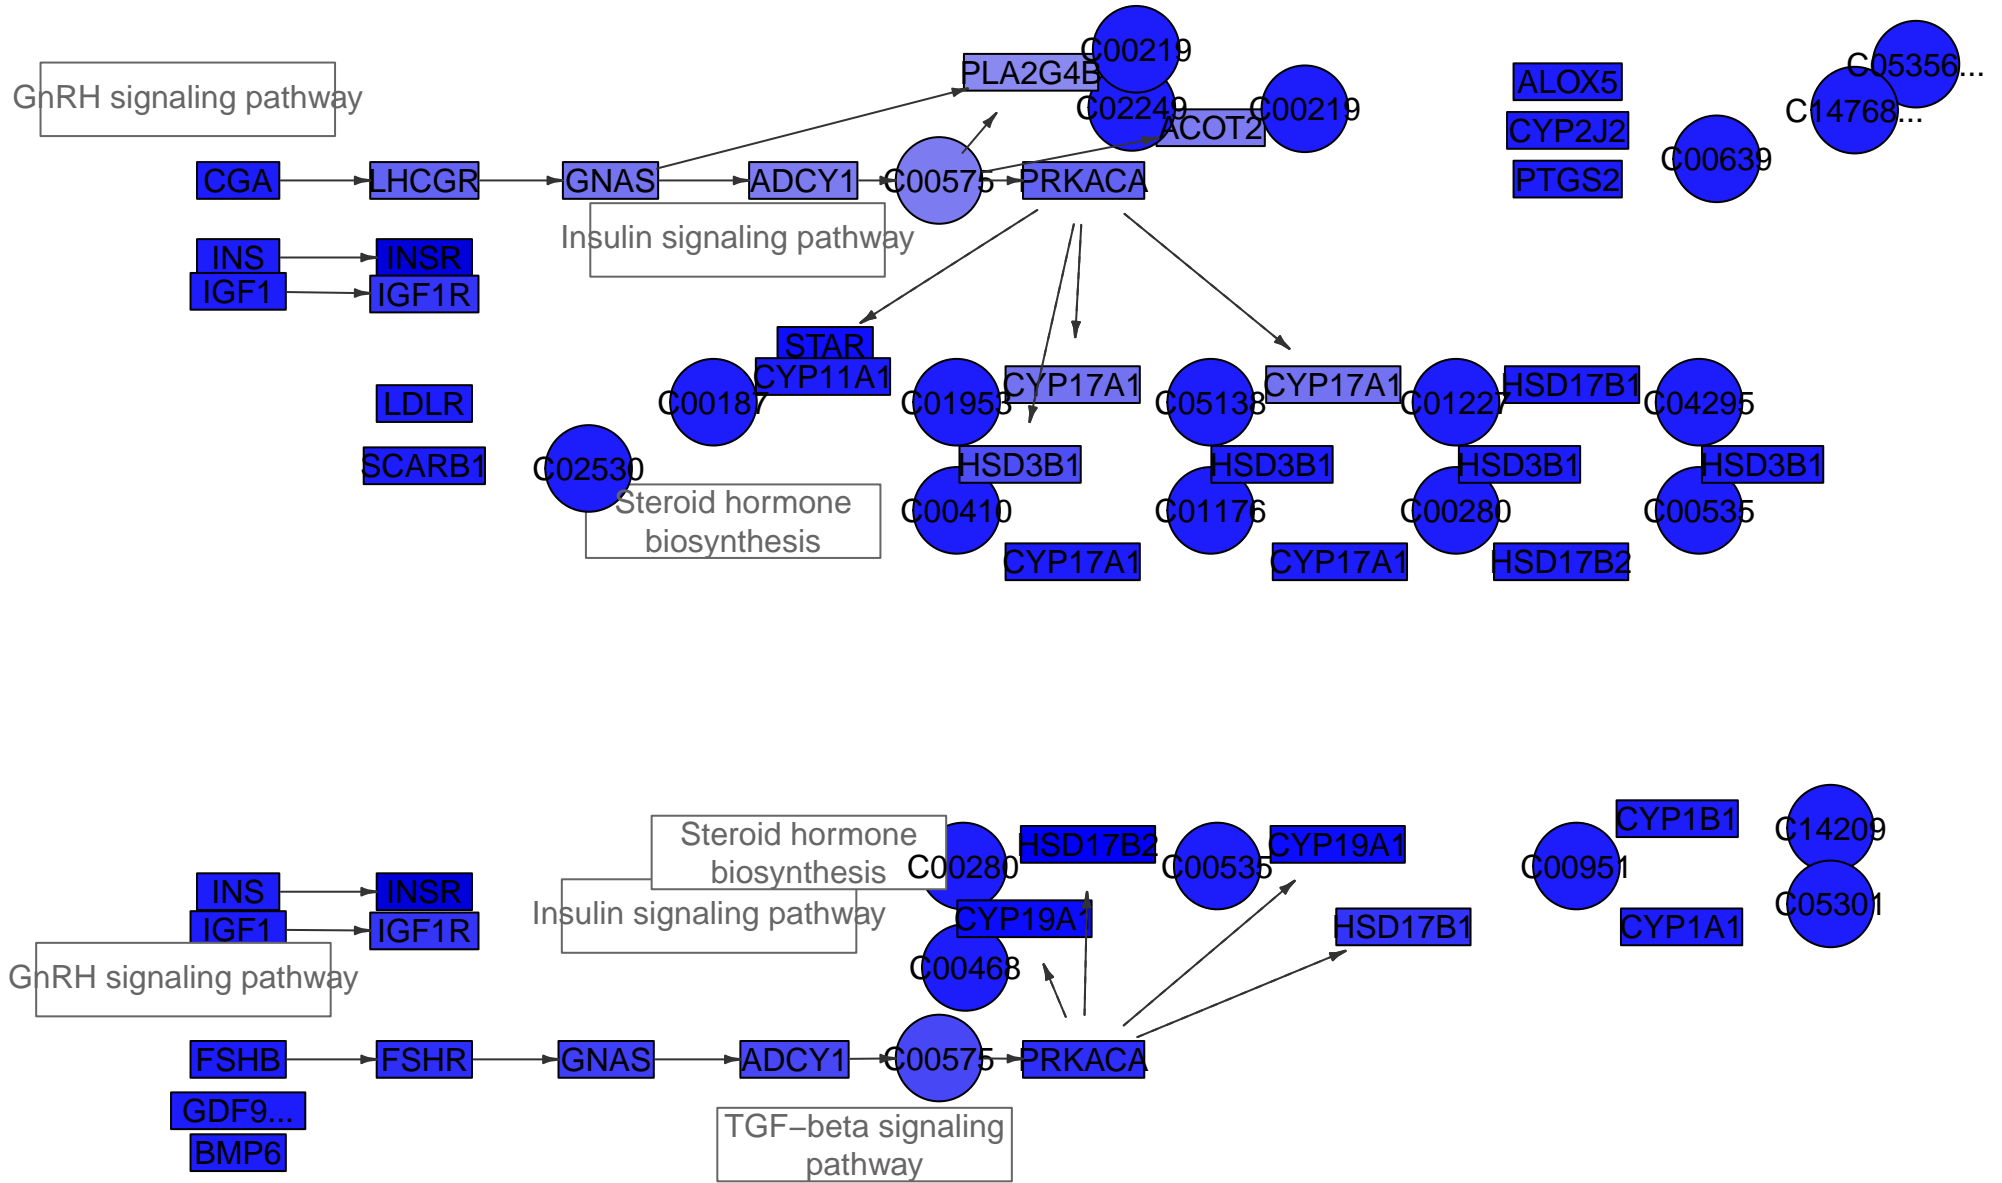 GnRH signaling pathway
PLA2G4B
C00219
C02249
ACOT2
C00219
ALOX5
CYP2J2
PTGS2
C00639
C05356...
C14768...
CGA
LHCGR
GNAS
ADCY1
C00575
PRKACA
Insulin signaling pathway
INS
INSR
IGF1
IGF1R
STAR
CYP11A1
C00187
C01953
CYP17A1
C05138
CYP17A1
C01227
HSD17B1
C04295
LDLR
SCARB1
C02530
HSD3B1
HSD3B1
HSD3B1
HSD3B1
Steroid hormone
biosynthesis
C00410
C01176
C00280
C00535
CYP17A1
CYP17A1
HSD17B2
Steroid hormone
biosynthesis
C00280
HSD17B2
C00535
CYP19A1
C00951
CYP1B1
C14209
INS
INSR
IGF1
IGF1R
Insulin signaling pathway
CYP19A1
HSD17B1
CYP1A1
C05301
GnRH signaling pathway
C00468
FSHB
FSHR
GNAS
ADCY1
C00575
PRKACA
GDF9...
BMP6
TGF−beta signaling
pathway